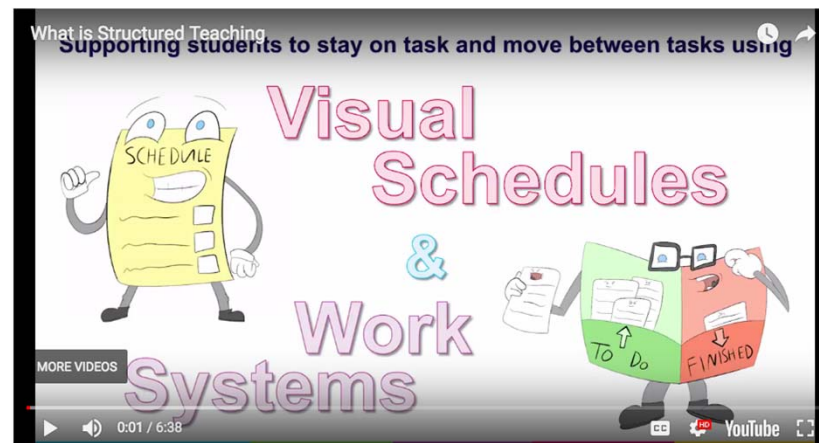 What is Structured Teaching
Supporting students to stay on task and move between tasks using
Visual
Schedules
&
Work
Systems
SCHEDULE
TO DO
FINISHED
MORE VIDEOS
0:01 / 6:38
CC
HD
YouTube